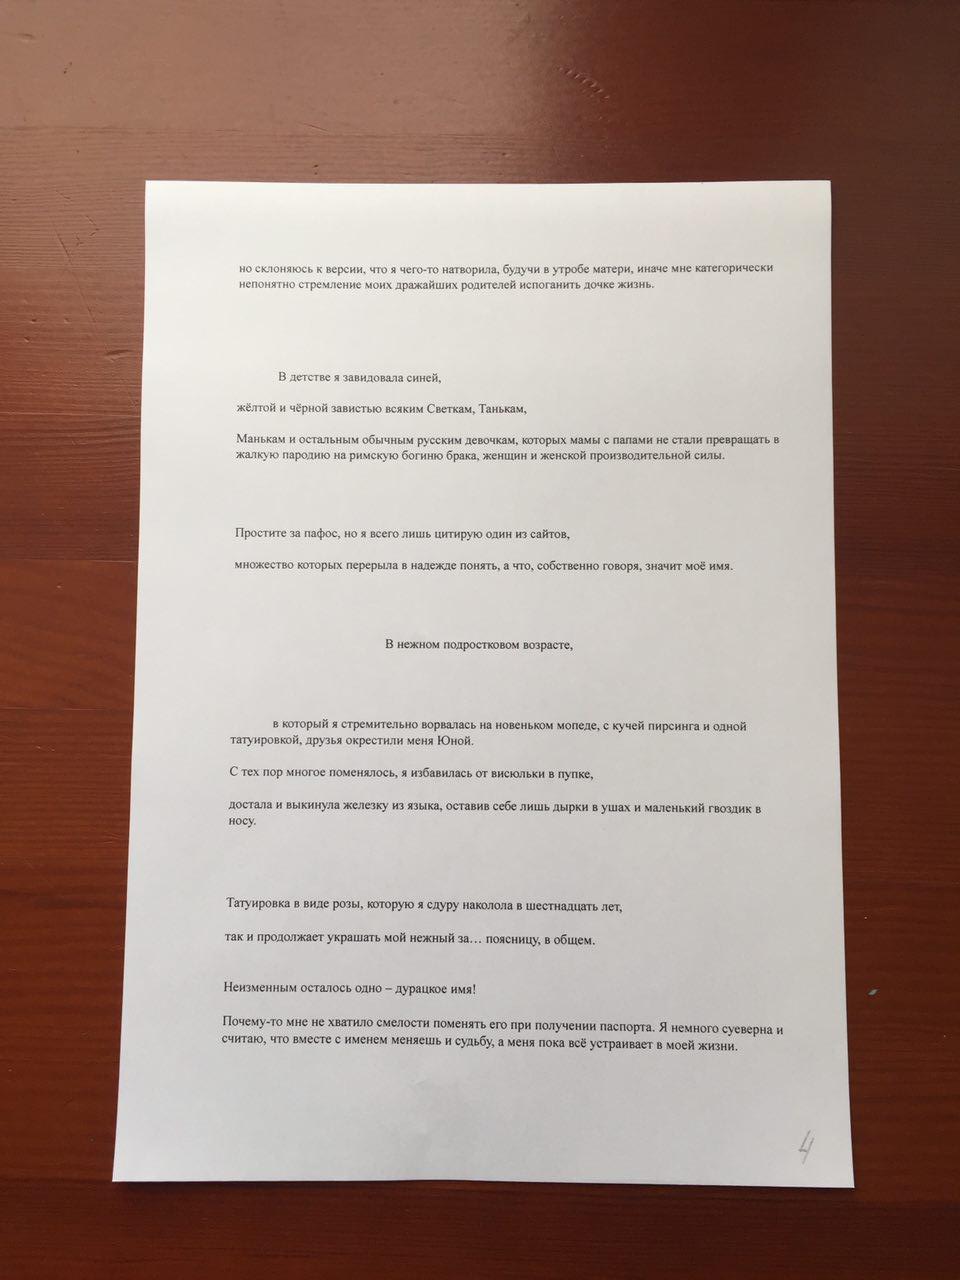 но склоняюсь к версии, что я чего-то натворила, будучи в утробе матери, иначе мне категорически
непонятно стремление моих дражайших родителей испоганить дочке жизнь.
В детстве я завидовала синей,
жёлтой и чёрной завистью всяким Светкам, Танькам,
Манькам и остальным обычным русским девочкам, которых мамы с папами не стали превращать в
жалкую пародию на римскую богиню брака, женщин и женской производительной силы.
Простите за пафос, но я всего лишь цитирую один из сайтов,
множество которых перерыла в надежде понять, а что, собственно говоря, значит моё имя.
В нежном подростковом возрасте,
в который я стремительно ворвалась на новеньком мопеде, с кучей пирсинга и одной
татуировкой, друзья окрестили меня Юной.
С тех пор многое поменялось, я избавилась от висюльки в пупке,
достала и выкинула железку из языка, оставив себе лишь дырки в ушах и маленький гвоздик в
носу.
Татуировка в виде розы, которую я сдуру наколола в шестнадцать лет,
так и продолжает украшать мой нежный за… поясницу, в общем.
Неизменным осталось одно – дурацкое имя!
Почему-то мне не хватило смелости поменять его при получении паспорта. Я немного суеверна и
считаю, что вместе с именем меняешь и судьбу, а меня пока всё устраивает в моей жизни.
4